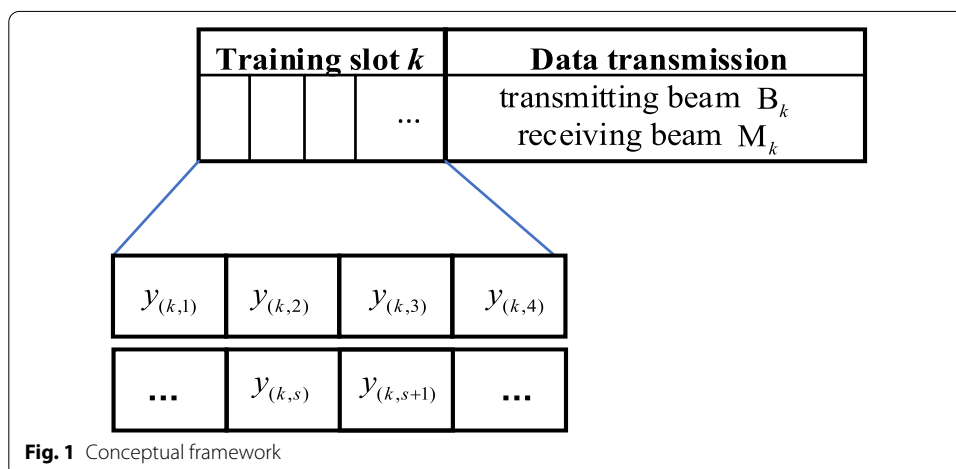 Training slot k
Data transmission
...
transmitting beam B_k
receiving beam M_k
y_(k,1) y_(k,2) y_(k,3) y_(k,4)
... y_(k,s) y_(k,s+1) ...
Fig. 1 Conceptual framework